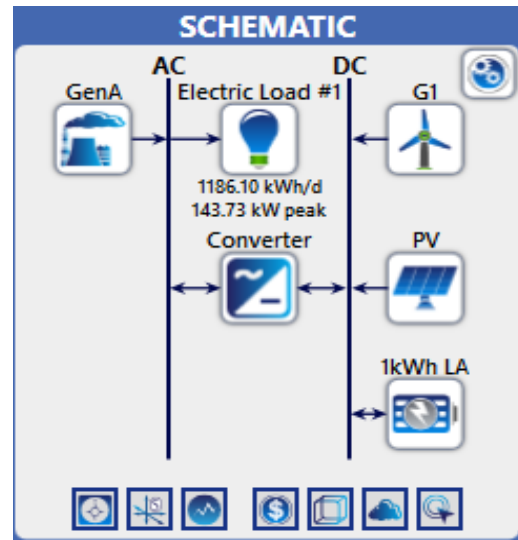 SCHEMATIC
AC DC
GenA Electric Load #1 G1
1186.10 kWh/d
143.73 kW peak
Converter PV
1kWh LA